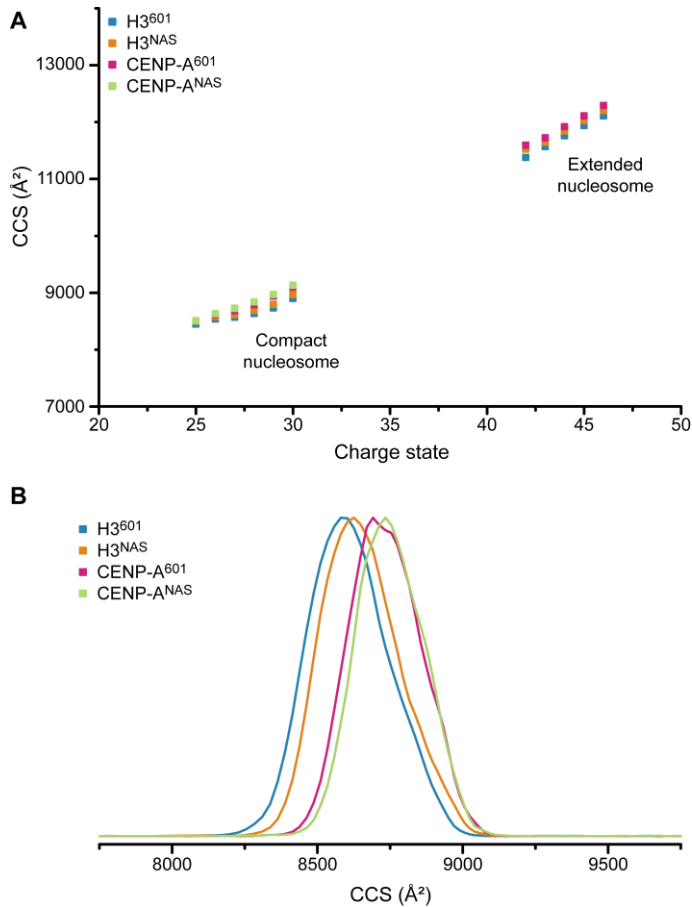 A
H3⁶⁰¹
H3ᴺᴬˢ
CENP-A⁶⁰¹
CENP-Aᴺᴬˢ
13000
11000
9000
7000
CCS (Å²)
Extended
nucleosome
Compact
nucleosome
20 25 30 35 40 45 50
Charge state
B
H3⁶⁰¹
H3ᴺᴬˢ
CENP-A⁶⁰¹
CENP-Aᴺᴬˢ
8000 8500 9000 9500
CCS (Å²)